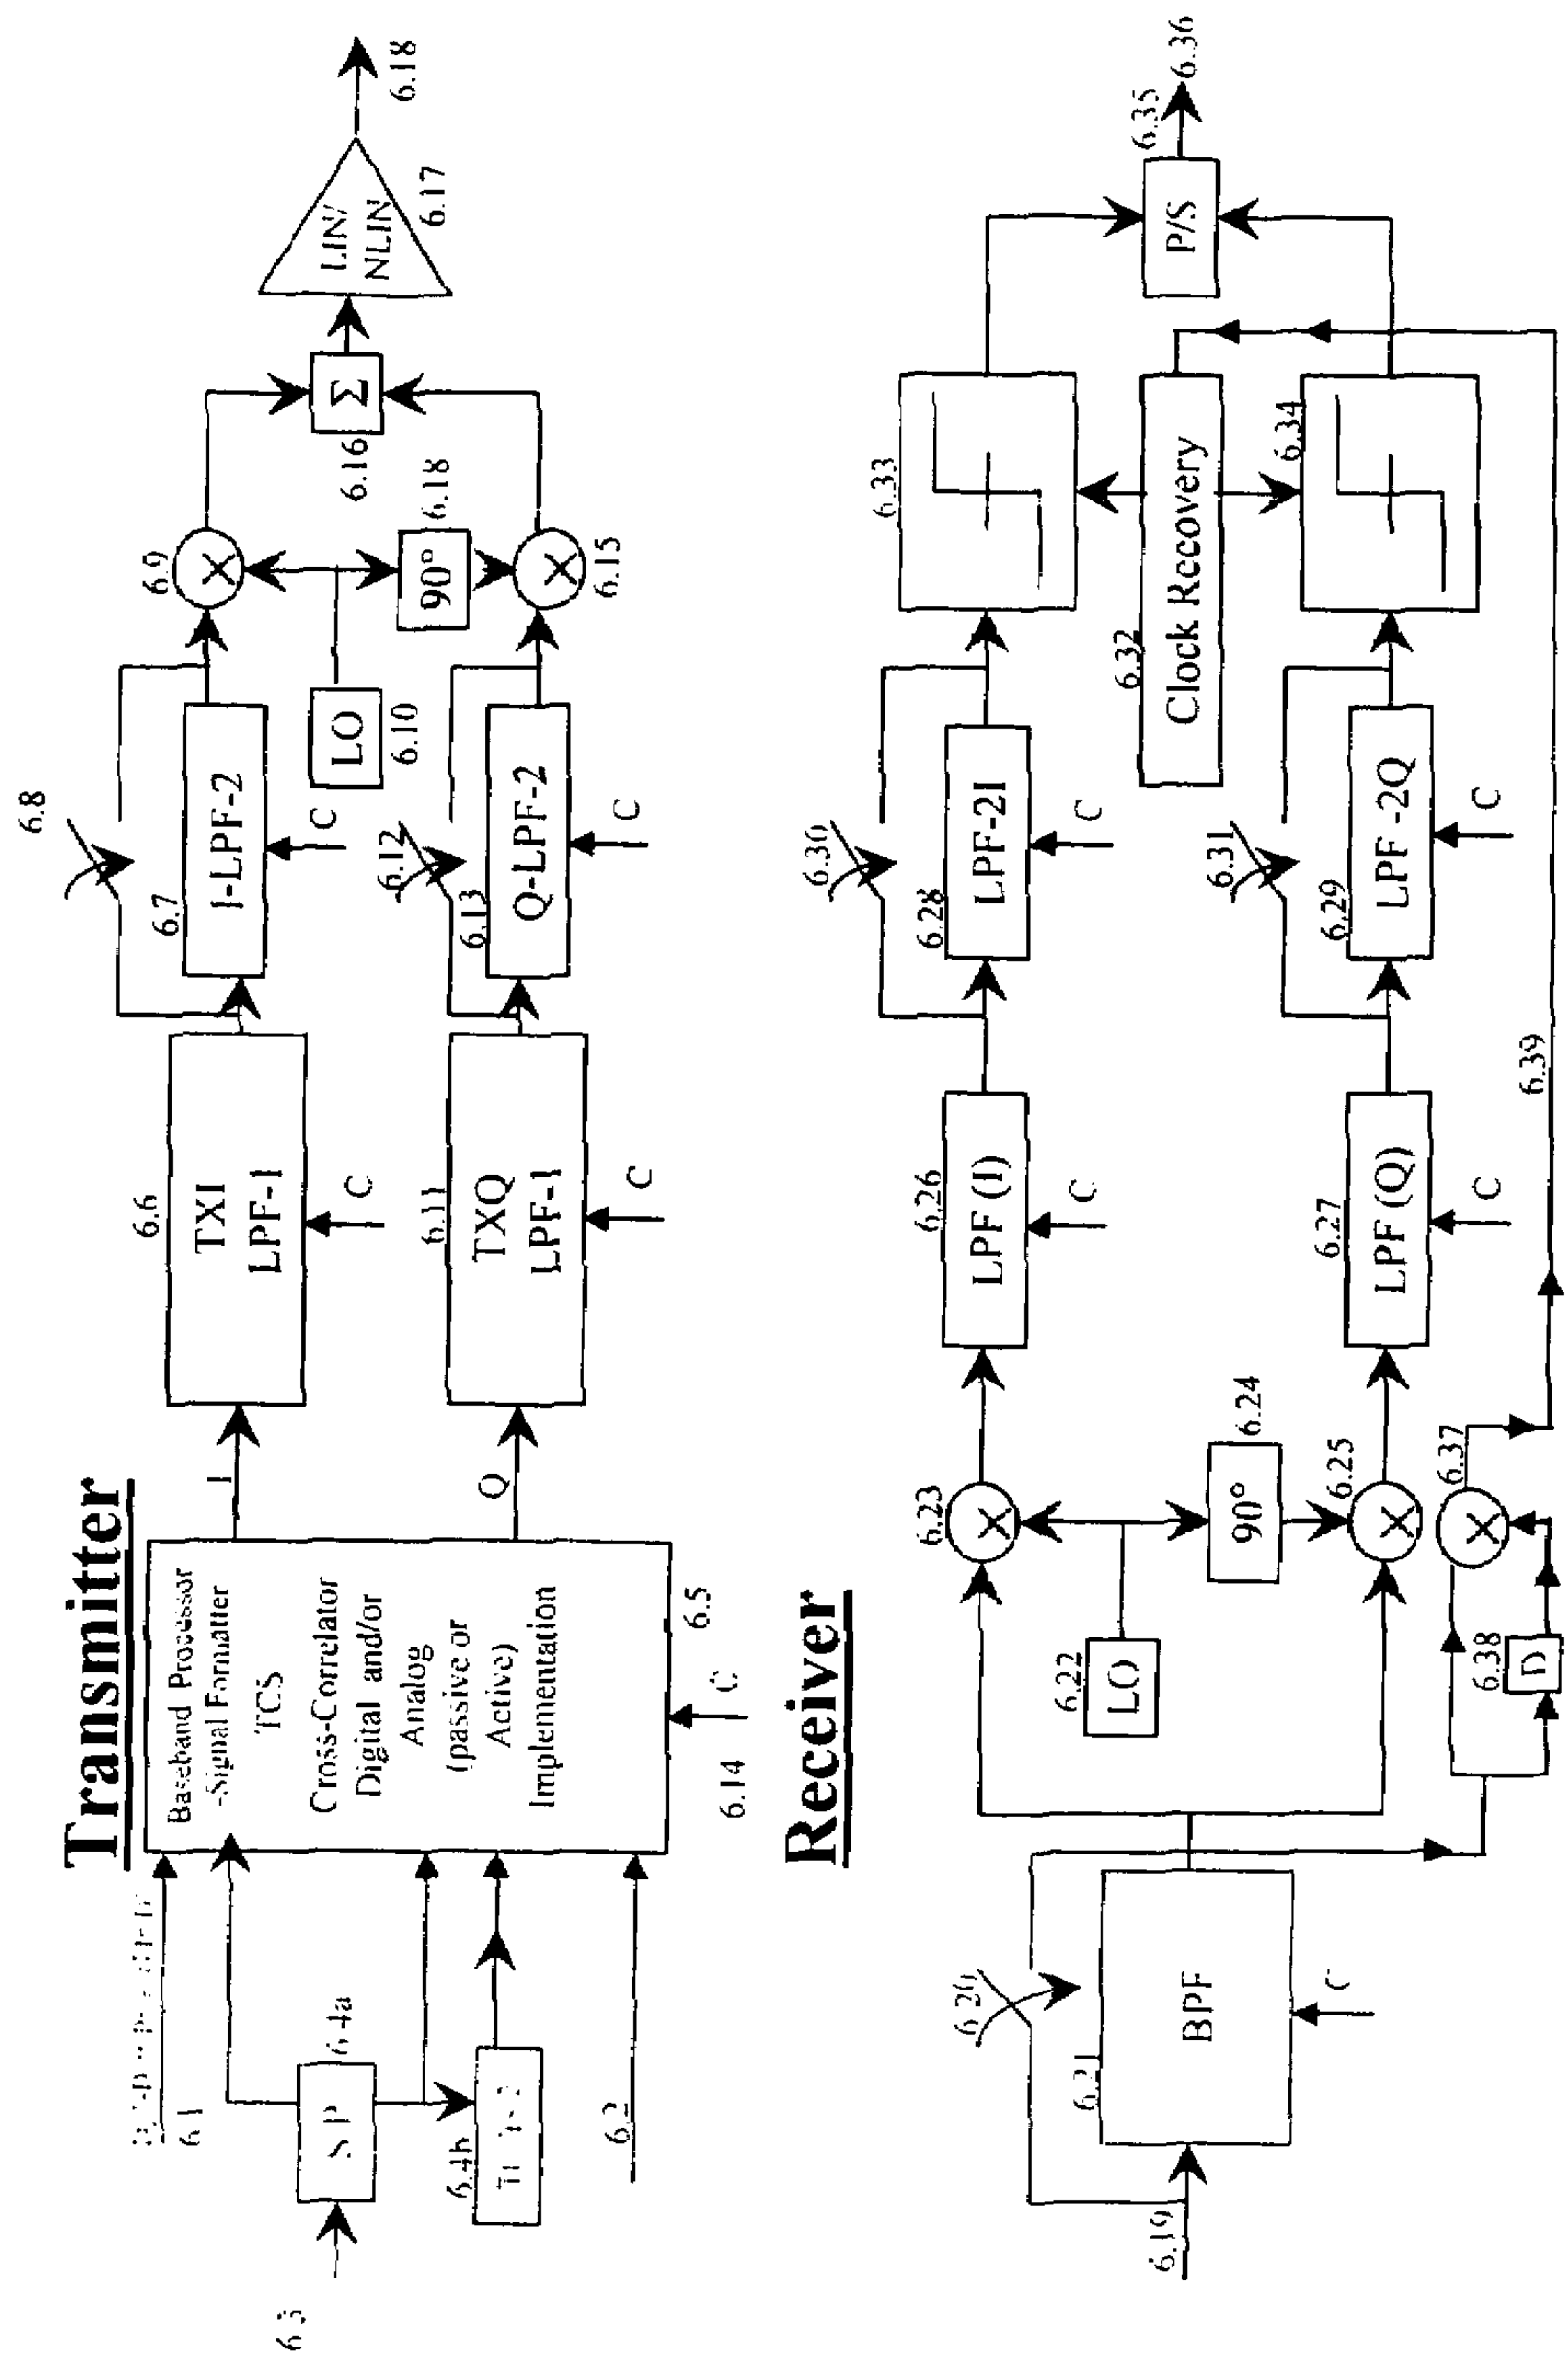 Transmitter
6.1
6.2
6.3
6.4a
6.4b
Baseband Processor
-Signal Formatter
TCS
Cross-Correlator
Digital and/or
Analog
(passive or
Active)
Implementation
6.5
C
6.14
I
Q
6.6
TXI
LPF-1
C
6.11
TXQ
LPF-1
C
6.8
6.7
I-LPF-2
C
6.12
6.13
Q-LPF-2
C
LO
6.10
6.9
90°
6.18
6.15
6.16
Σ
LIN/
NLIN
6.17
6.18
Receiver
6.19
6.20
6.21
BPF
C
6.22
LO
6.23
90°
6.24
6.25
6.37
6.38
D
6.39
6.26
LPF (I)
C
6.27
LPF (Q)
C
6.30
6.28
LPF-2I
C
6.31
6.29
LPF -2Q
C
6.32
Clock Recovery
6.33
6.34
P/S
6.35
6.36